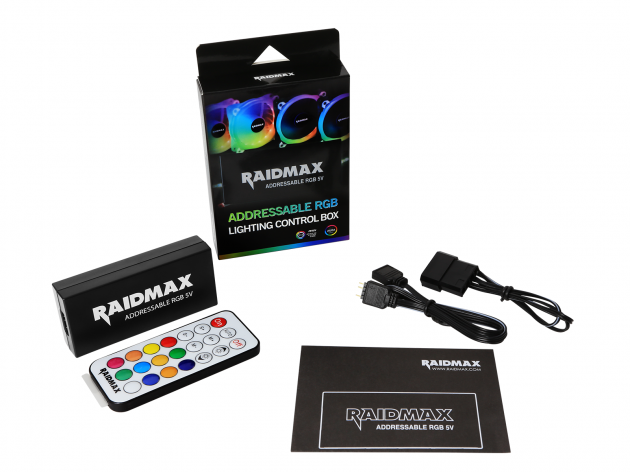 RAIDMAX
ADDRESSABLE RGB 5V
ADDRESSABLE RGB
LIGHTING CONTROL BOX
RAIDMAX
ADDRESSABLE RGB 5V
RAIDMAX
WWW.RAIDMAX.COM
RAIDMAX
ADDRESSABLE RGB 5V